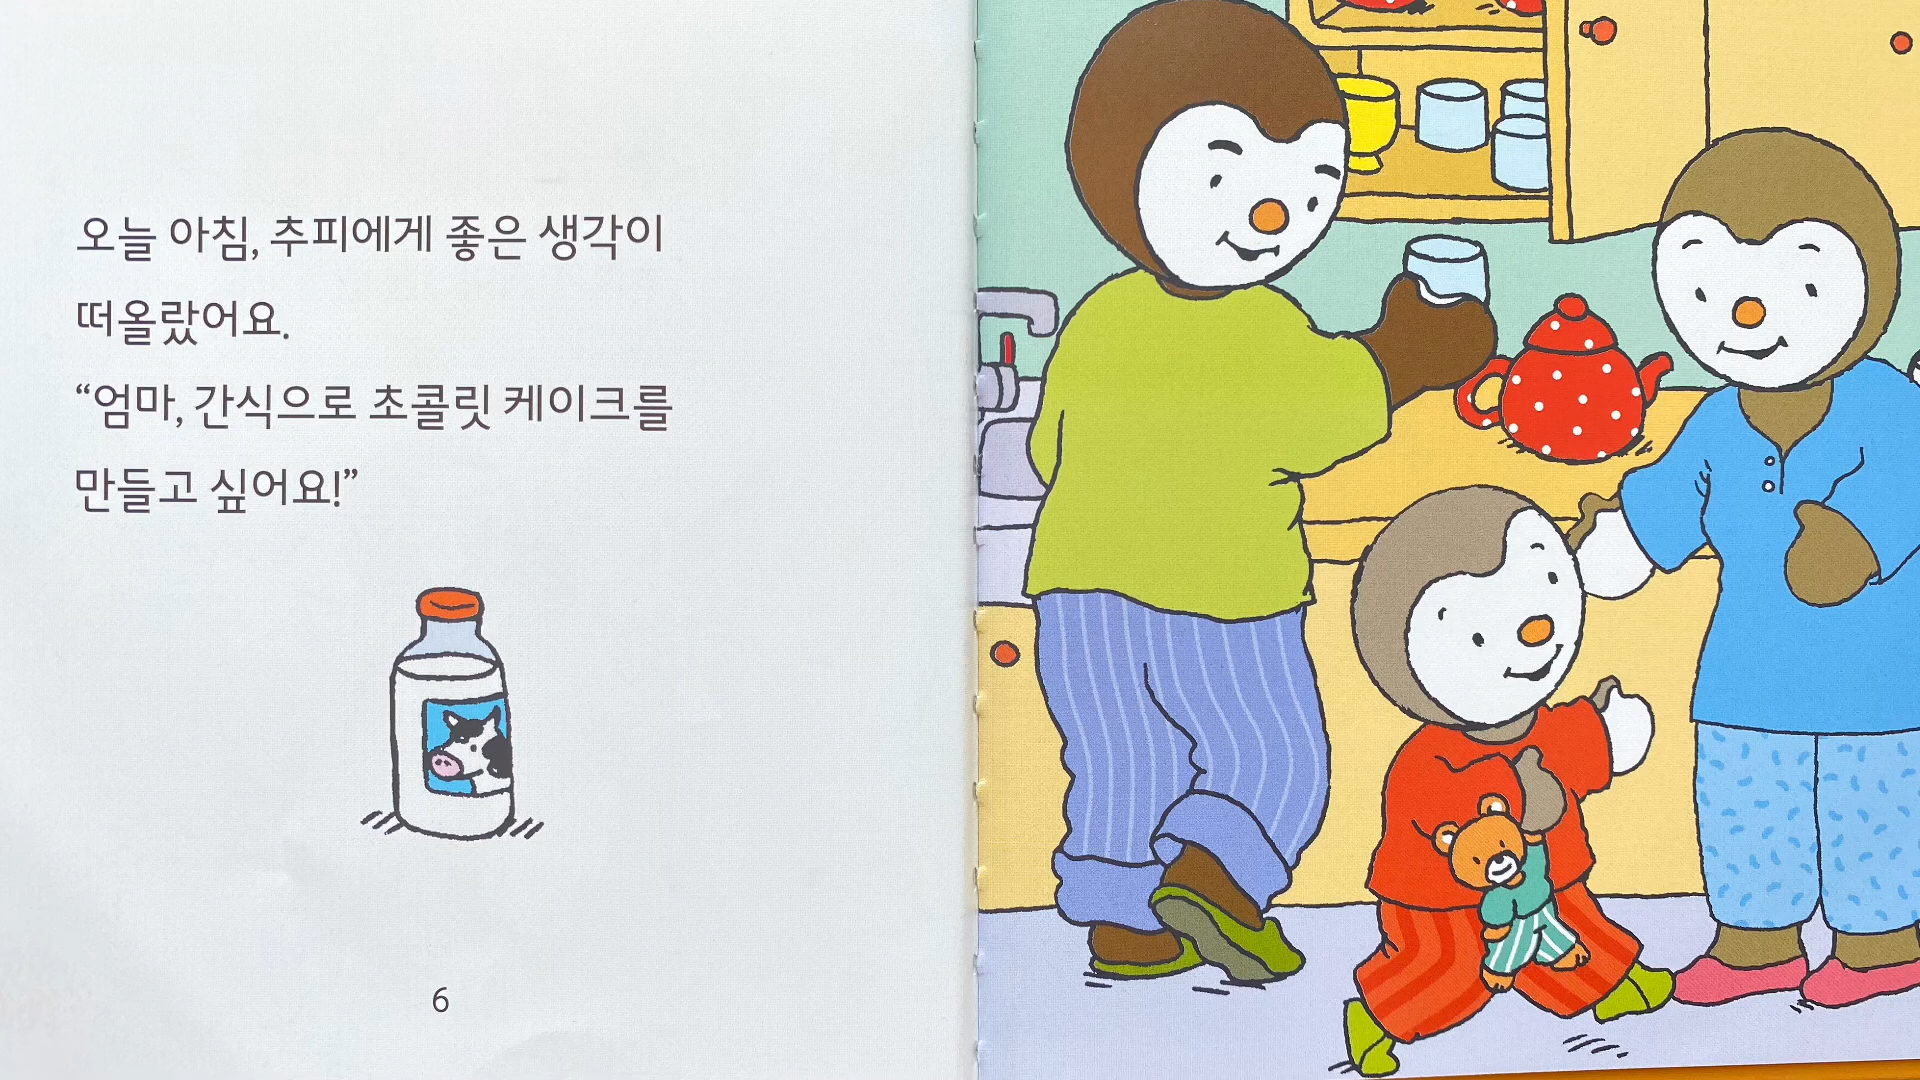 오늘 아침, 추피에게 좋은 생각이
떠올랐어요.
“엄마, 간식으로 초콜릿 케이크를
만들고 싶어요!”
6